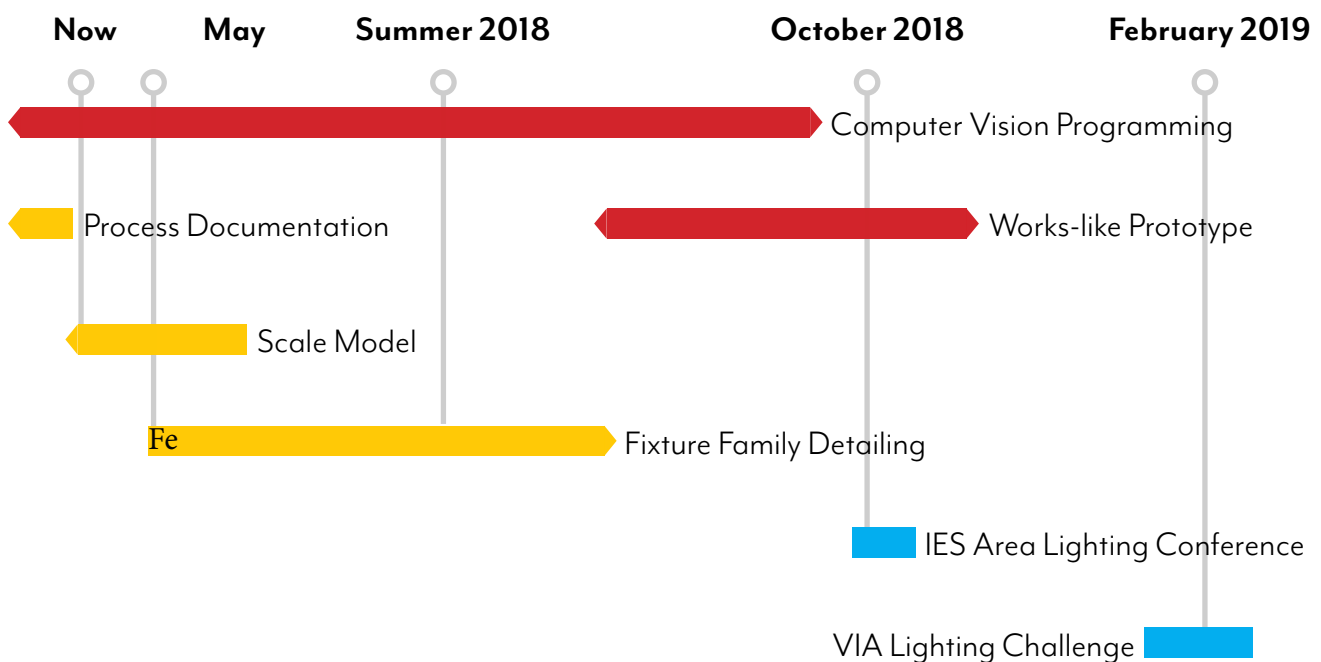 Now May Summer 2018 October 2018 February 2019
Computer Vision Programming
Process Documentation
Works-like Prototype
Scale Model
Fe
Fixture Family Detailing
IES Area Lighting Conference
VIA Lighting Challenge